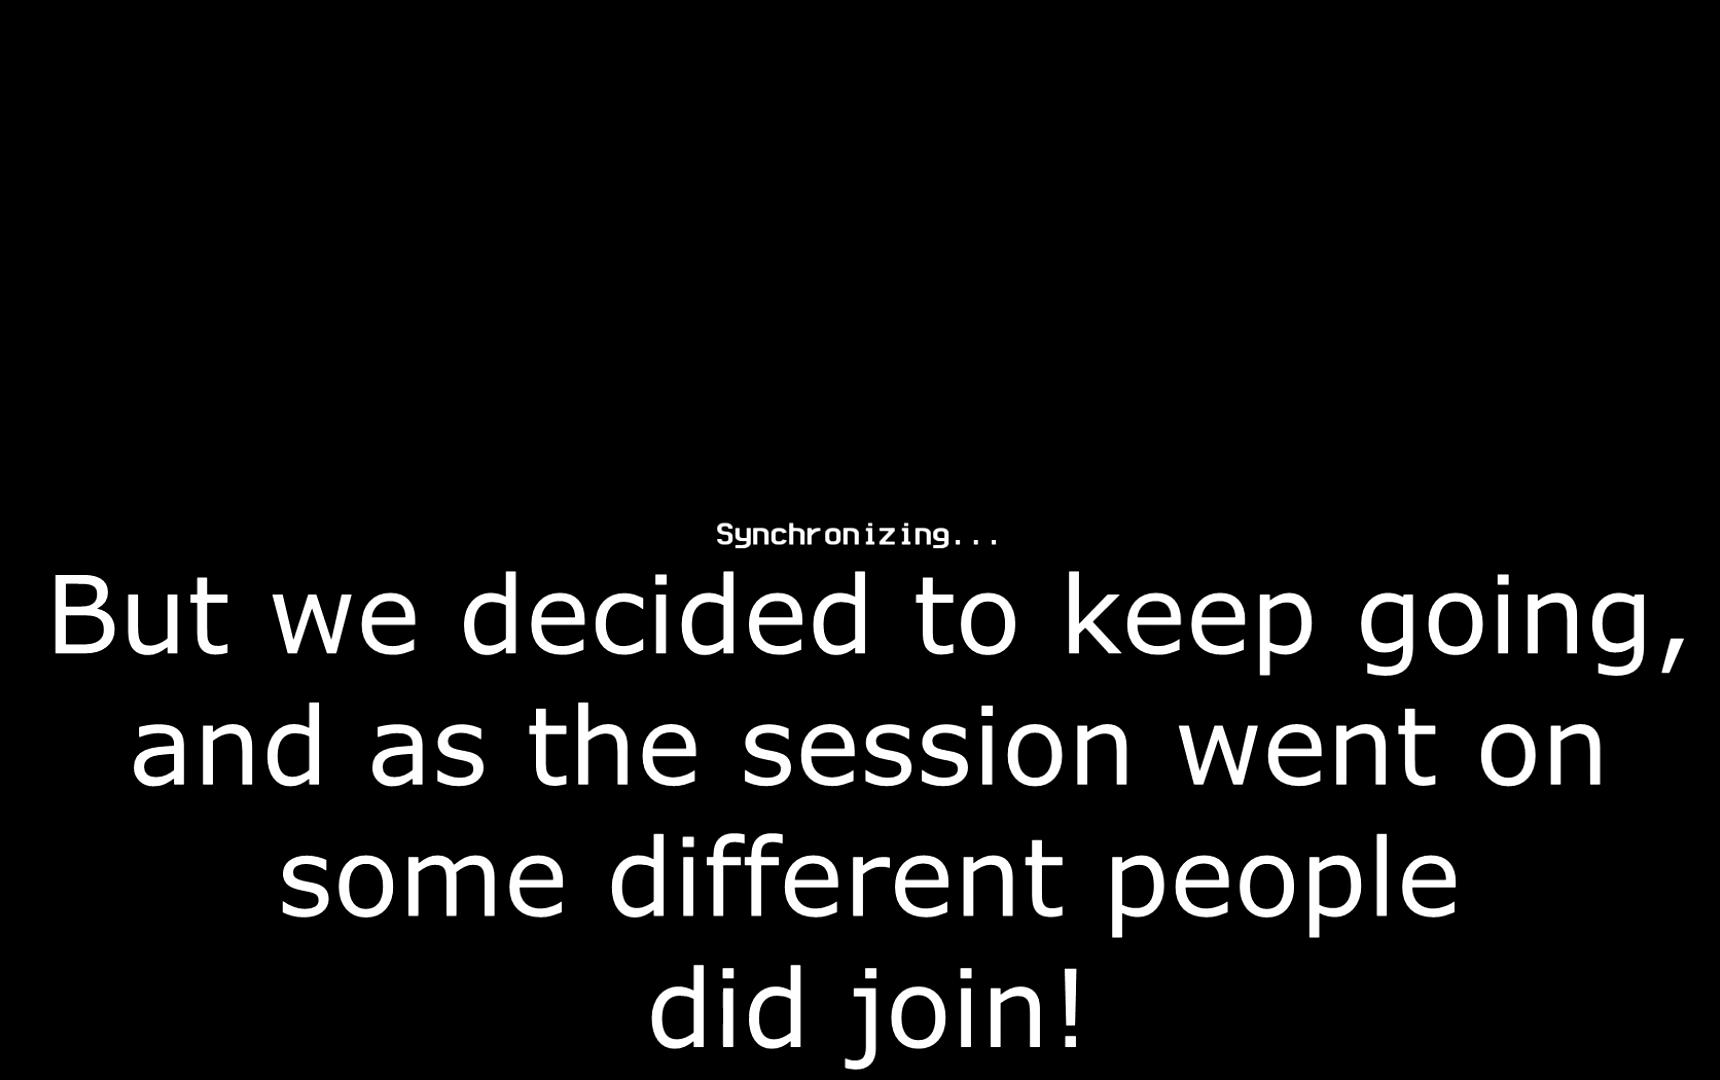 Synchronizing...
But we decided to keep going,
and as the session went on
some different people
did join!